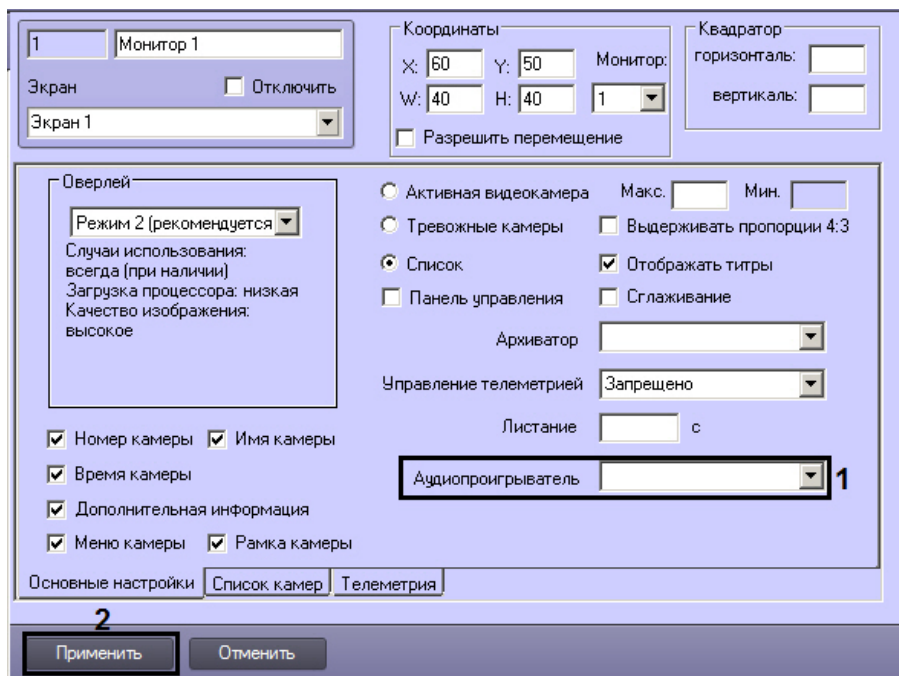 1 Монитор 1
Экран Отключить
Экран 1
Координаты
X: 60 Y: 50 Монитор:
W: 40 H: 40 1
Разрешить перемещение
Квадратор
горизонталь:
вертикаль:
Оверлей
Режим 2 (рекомендуется
Случаи использования:
всегда (при наличии)
Загрузка процессора: низкая
Качество изображения:
высокое
Активная видеокамера Макс. Мин.
Тревожные камеры Выдерживать пропорции 4:3
Список Отображать титры
Панель управления Сглаживание
Архиватор
Управление телеметрией Запрещено
Листание с
Аудиопроигрыватель 1
Номер камеры Имя камеры
Время камеры
Дополнительная информация
Меню камеры Рамка камеры
Основные настройки Список камер Телеметрия
2
Применить Отменить